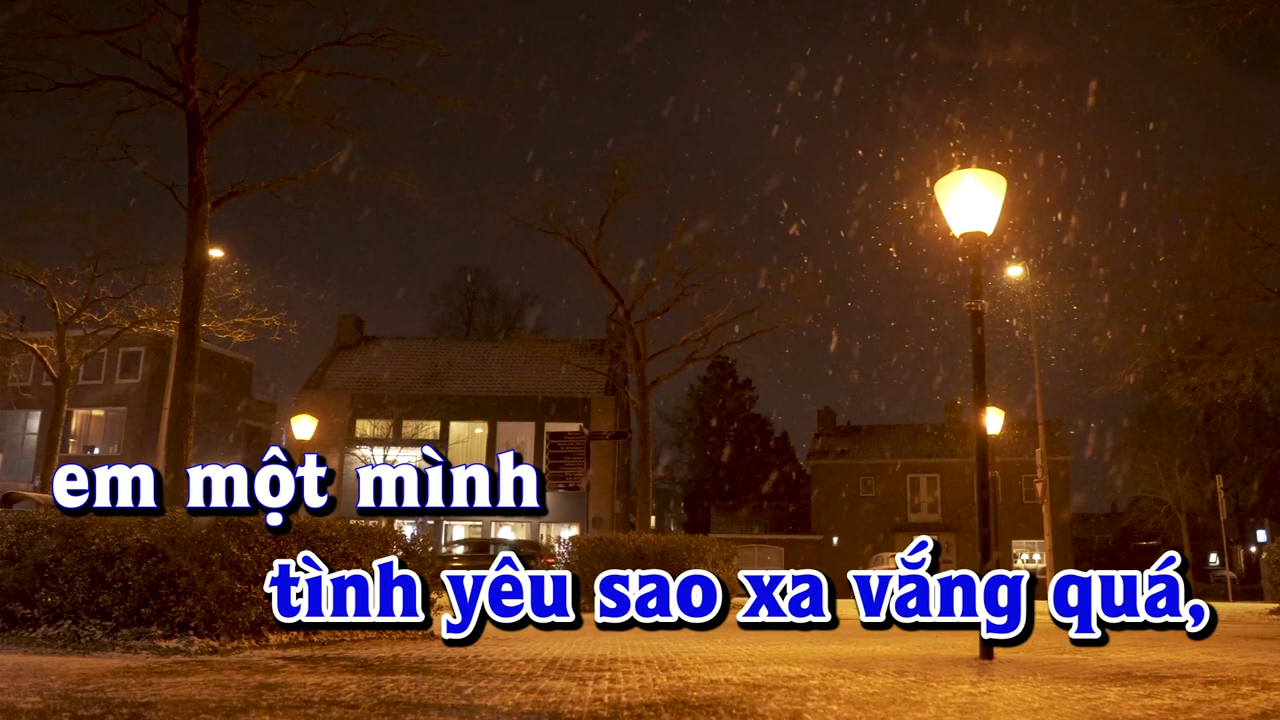 em một mình
tình yêu sao xa vắng quá,